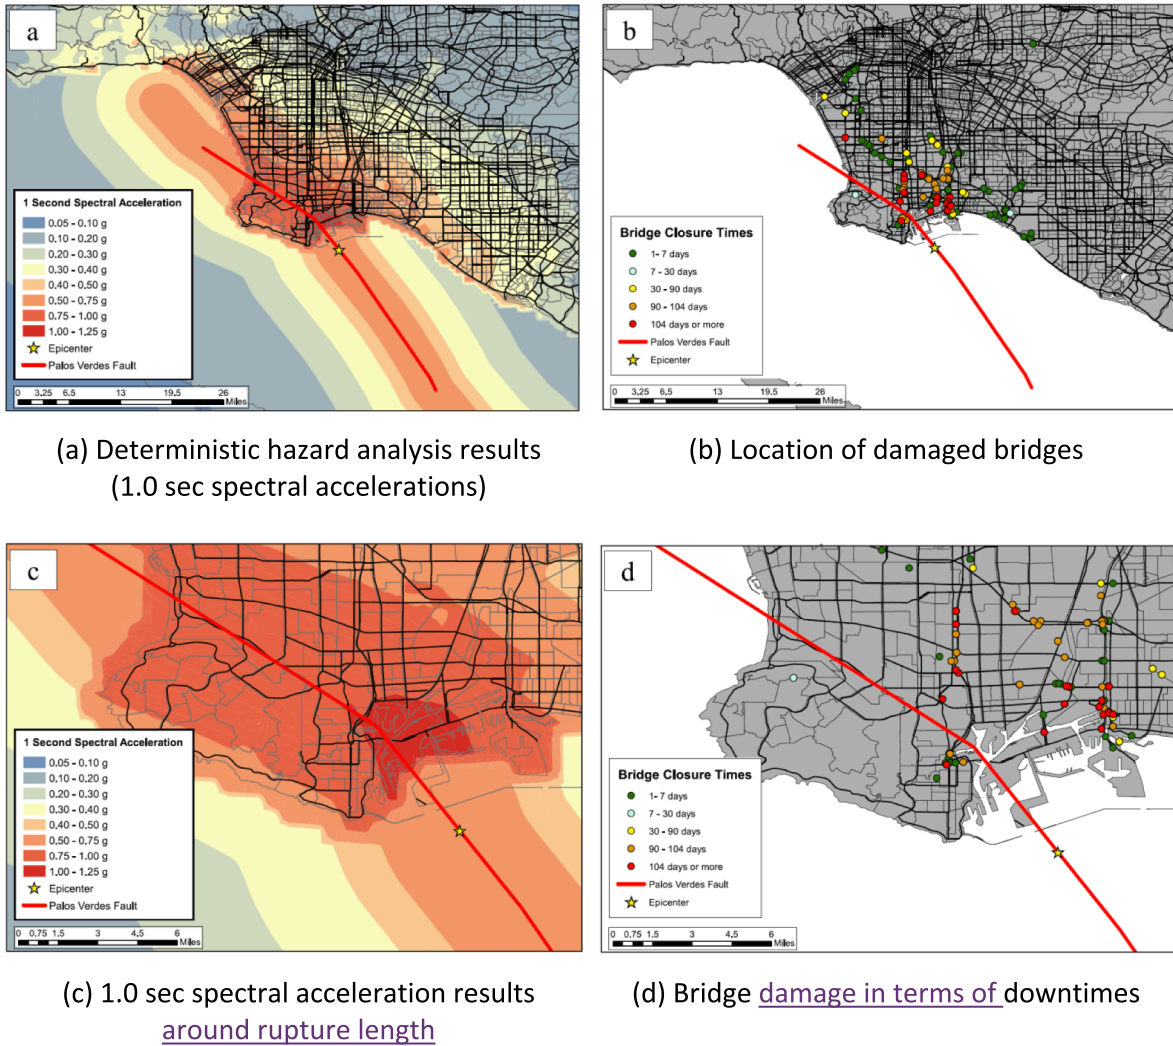 a
1 Second Spectral Acceleration
0.05 - 0.10 g
0.10 - 0.20 g
0.20 - 0.30 g
0.30 - 0.40 g
0.40 - 0.50 g
0.50 - 0.75 g
0.75 - 1.00 g
1.00 - 1.25 g
Epicenter
Palos Verdes Fault
0 3.25 6.5 13 19.5 26
Miles
b
Bridge Closure Times
1- 7 days
7 - 30 days
30 - 90 days
90 - 104 days
104 days or more
Palos Verdes Fault
Epicenter
0 3.25 6.5 13 19.5 26
Miles
(a) Deterministic hazard analysis results
(1.0 sec spectral accelerations)
(b) Location of damaged bridges
c
1 Second Spectral Acceleration
0.05 - 0.10 g
0.10 - 0.20 g
0.20 - 0.30 g
0.30 - 0.40 g
0.40 - 0.50 g
0.50 - 0.75 g
0.75 - 1.00 g
1.00 - 1.25 g
Epicenter
Palos Verdes Fault
0 0.75 1.5 3 4.5 6
Miles
d
Bridge Closure Times
1- 7 days
7 - 30 days
30 - 90 days
90 - 104 days
104 days or more
Palos Verdes Fault
Epicenter
0 0.75 1.5 3 4.5 6
Miles
(c) 1.0 sec spectral acceleration results
around rupture length
(d) Bridge damage in terms of downtimes